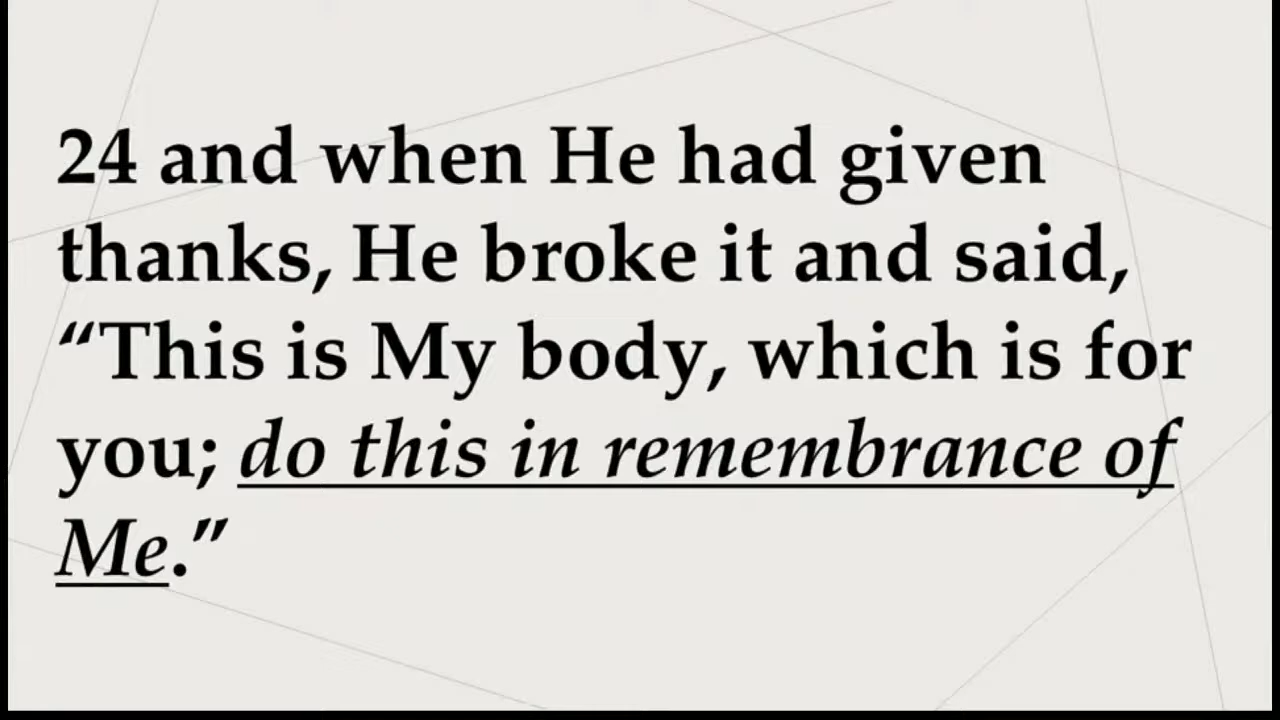 24 and when He had given
thanks, He broke it and said,
“This is My body, which is for
you; do this in remembrance of
Me.”